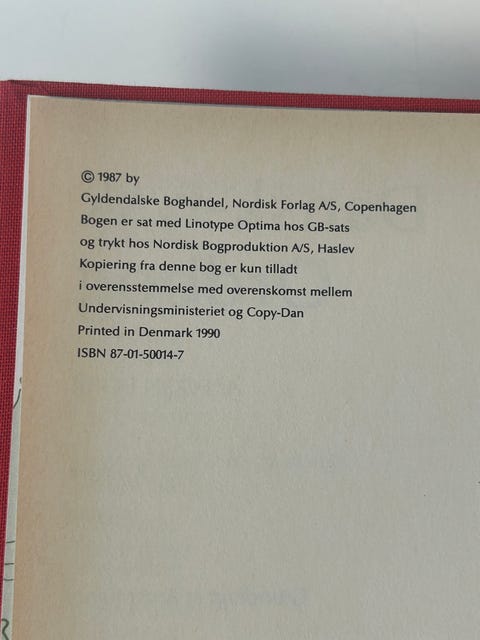 © 1987 by
Gyldendalske Boghandel, Nordisk Forlag A/S, Copenhagen
Bogen er sat med Linotype Optima hos GB-sats
og trykt hos Nordisk Bogproduktion A/S, Haslev
Kopiering fra denne bog er kun tilladt
i overensstemmelse med overenskomst mellem
Undervisningsministeriet og Copy-Dan
Printed in Denmark 1990
ISBN 87-01-50014-7